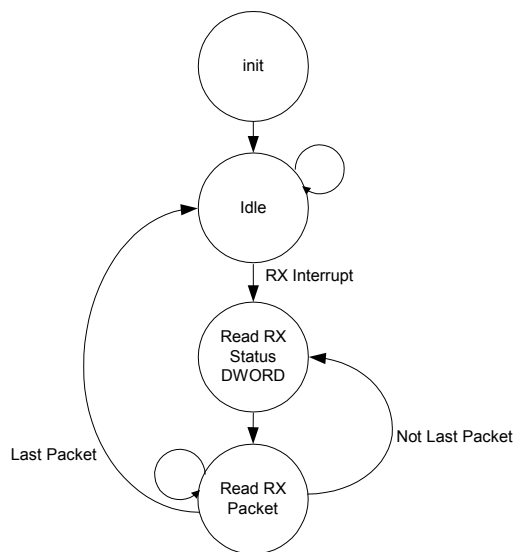 init
Idle
RX Interrupt
Read RX
Status
DWORD
Not Last Packet
Last Packet
Read RX
Packet